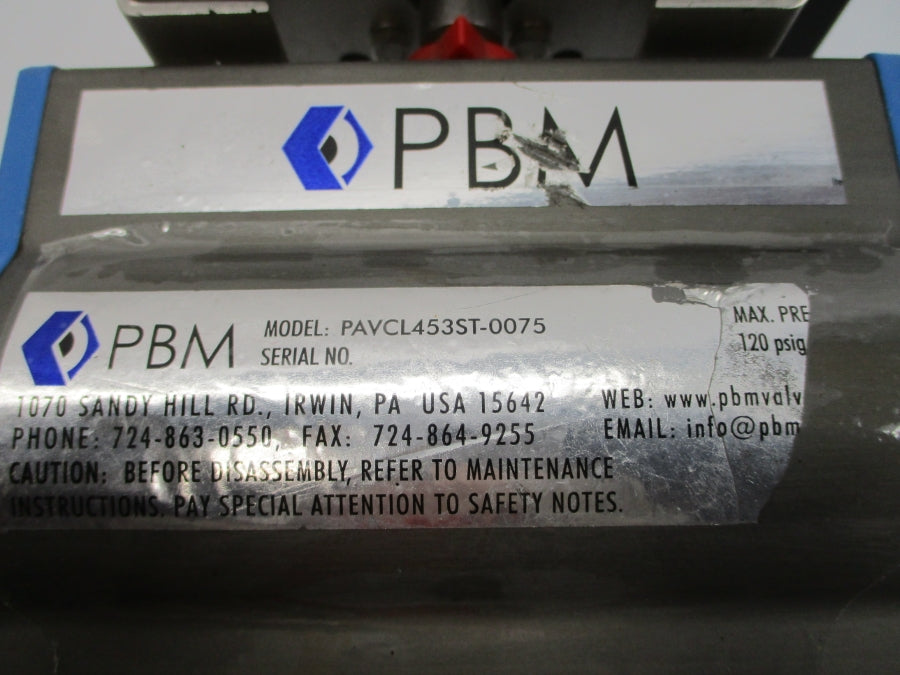 PBM
PBM
MODEL: PAVCL453ST-0075
SERIAL NO.
MAX. PRE
120 psig
1070 SANDY HILL RD., IRWIN, PA USA 15642
WEB: www.pbmvalv
PHONE: 724-863-0550, FAX: 724-864-9255
EMAIL: info@pbm
CAUTION: BEFORE DISASSEMBLY, REFER TO MAINTENANCE
INSTRUCTIONS. PAY SPECIAL ATTENTION TO SAFETY NOTES.